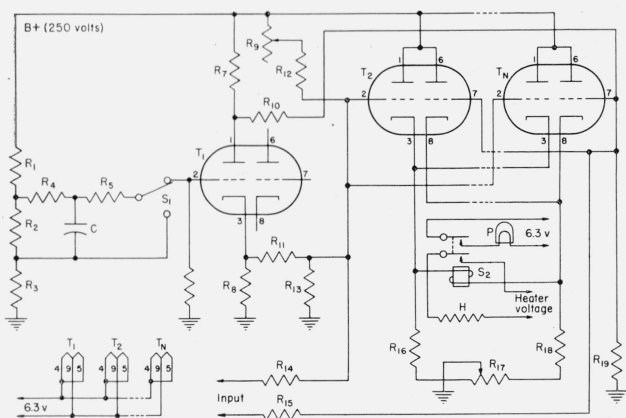 B+ (250 volts)
R9
R7
R12
T2
TN
1 6 1 6
2 7 2 7
R10
3 8 3 8
R1
T1
1 6
R4
R5
S1
2 7
R2
C
3 8
P
6.3 v
R11
S2
R3
R8
R13
Heater voltage
H
T1 T2 TN
R16
R17
R18
R19
4 9 5 4 9 5 4 9 5
R14
6.3 v
Input
R15